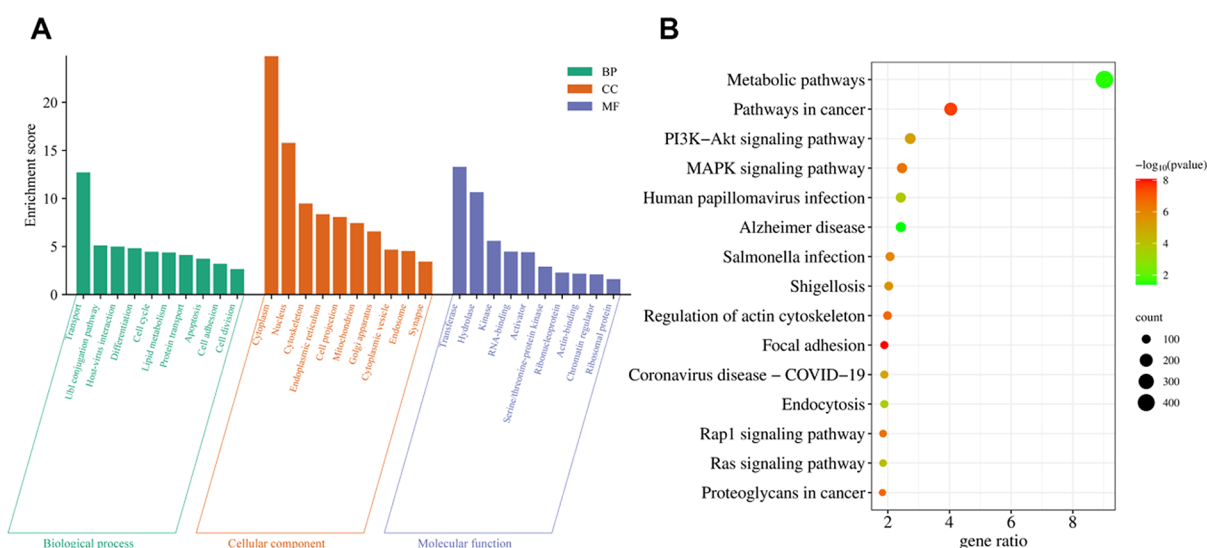 A
Enrichment score
20
15
10
5
0
BP
CC
MF
Transport
Ubl conjugation pathway
Host-virus interaction
Differentiation
Cell cycle
Lipid metabolism
Protein transport
Apoptosis
Cell adhesion
Cell division
Cytoplasm
Nucleus
Cytoskeleton
Endoplasmic reticulum
Cell projection
Mitochondrion
Golgi apparatus
Cytoplasmic vesicle
Endosome
Synapse
Transferase
Hydrolase
Kinase
RNA-binding
Activator
Serine/threonine-protein kinase
Ribonucleoprotein
Actin-binding
Chromatin regulator
Ribosomal protein
Biological process
Cellular component
Molecular function
B
Metabolic pathways
Pathways in cancer
PI3K−Akt signaling pathway
MAPK signaling pathway
Human papillomavirus infection
Alzheimer disease
Salmonella infection
Shigellosis
Regulation of actin cytoskeleton
Focal adhesion
Coronavirus disease − COVID−19
Endocytosis
Rap1 signaling pathway
Ras signaling pathway
Proteoglycans in cancer
2
4
6
8
gene ratio
−log10(pvalue)
8
6
4
2
count
100
200
300
400